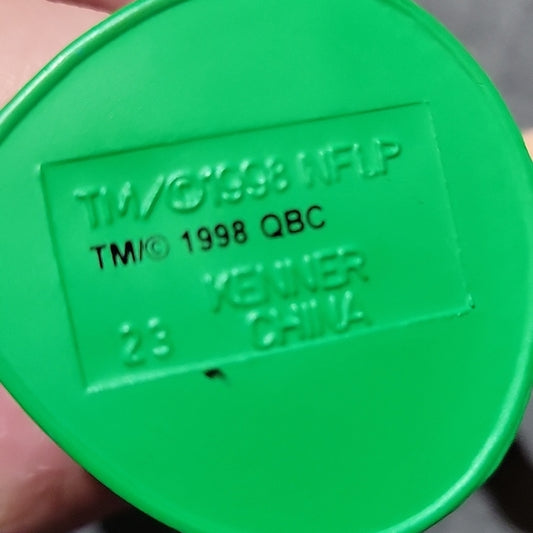 TM/©1998 NFLP
TM/© 1998 QBC
KENNER
23 CHINA